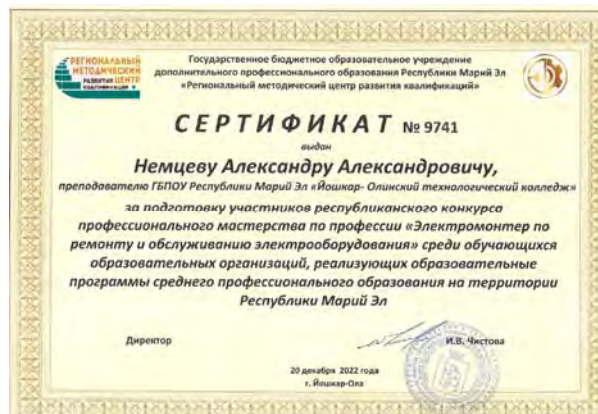 РЕГИОНАЛЬНЫЙ
МЕТОДИЧЕСКИЙ
РАЗВИТИЯ ЦЕНТР
КВАЛИФИКАЦИЙ
Государственное бюджетное образовательное учреждение
дополнительного профессионального образования Республики Марий Эл
«Региональный методический центр развития квалификаций»
СЕРТИФИКАТ № 9741
выдан
Немцеву Александру Александровичу,
преподавателю ГБПОУ Республики Марий Эл «Йошкар- Олинский технологический колледж»
за подготовку участников республиканского конкурса
профессионального мастерства по профессии «Электромонтер по
ремонту и обслуживанию электрооборудования» среди обучающихся
образовательных организаций, реализующих образовательные
программы среднего профессионального образования на территории
Республики Марий Эл
Директор И.В. Чистова
20 декабря 2022 года
г. Йошкар-Ола